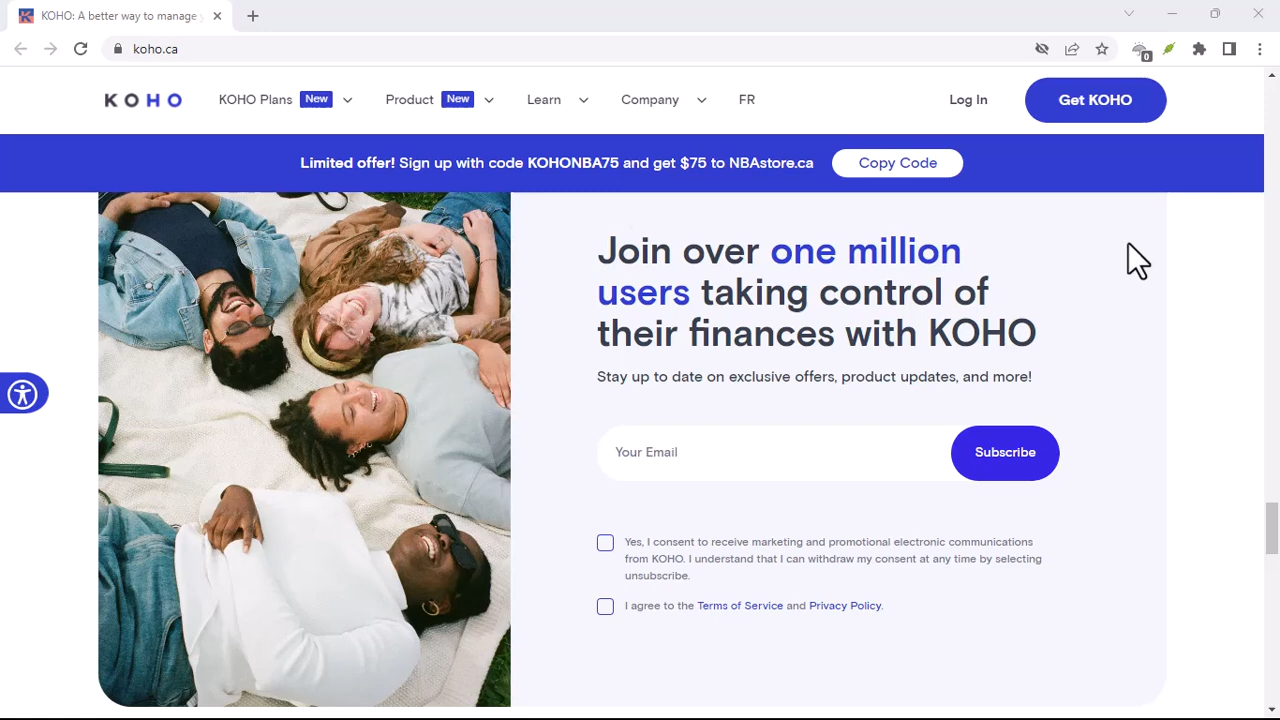 KOHO: A better way to manage
koho.ca
0
KOHO KOHO Plans New Product New Learn Company FR Log In Get KOHO
Limited offer! Sign up with code KOHONBA75 and get $75 to NBAstore.ca Copy Code
Join over one million
users taking control of
their finances with KOHO
Stay up to date on exclusive offers, product updates, and more!
Your Email Subscribe
Yes, I consent to receive marketing and promotional electronic communications
from KOHO. I understand that I can withdraw my consent at any time by selecting
unsubscribe.
I agree to the Terms of Service and Privacy Policy.